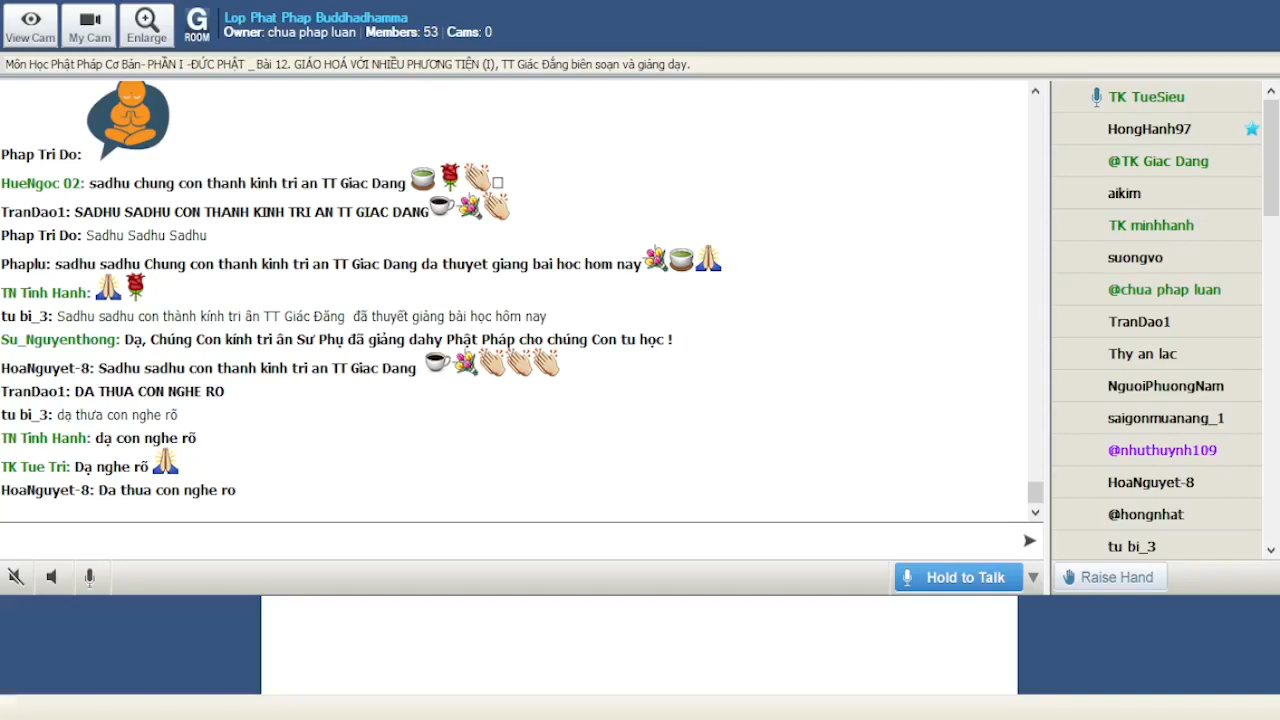 View Cam
My Cam
Enlarge
G
ROOM
Lop Phat Phap Buddhadhamma
Owner: chua phap luan | Members: 53 | Cams: 0
Môn Học Phật Pháp Cơ Bản- PHẦN I -ĐỨC PHẬT _ Bài 12. GIÁO HOÁ VỚI NHIỀU PHƯƠNG TIỆN (I), TT Giác Đẳng biên soạn và giảng dạy.
Phap Tri Do:
HueNgoc 02: sadhu chung con thanh kinh tri an TT Giac Dang
TranDao1: SADHU SADHU CON THANH KINH TRI AN TT GIAC DANG
Phap Tri Do: Sadhu Sadhu Sadhu
Phaplu: sadhu sadhu Chung con thanh kinh tri an TT Giac Dang da thuyet giang bai hoc hom nay
TN Tinh Hanh:
tu bi_3: Sadhu sadhu con thành kính tri ân TT Giác Đăng đã thuyết giảng bài học hôm nay
Su_Nguyenthong: Dạ, Chúng Con kính tri ân Sư Phụ đã giảng dahy Phật Pháp cho chúng Con tu học !
HoaNguyet-8: Sadhu sadhu con thanh kinh tri an TT Giac Dang
TranDao1: DA THUA CON NGHE RO
tu bi_3: dạ thưa con nghe rõ
TN Tinh Hanh: dạ con nghe rõ
TK Tue Tri: Dạ nghe rõ
HoaNguyet-8: Da thua con nghe ro
Hold to Talk
TK TueSieu
HongHanh97
@TK Giac Dang
aikim
TK minhhanh
suongvo
@chua phap luan
TranDao1
Thy an lac
NguoiPhuongNam
saigonmuanang_1
@nhuthuynh109
HoaNguyet-8
@hongnhat
tu bi_3
Raise Hand